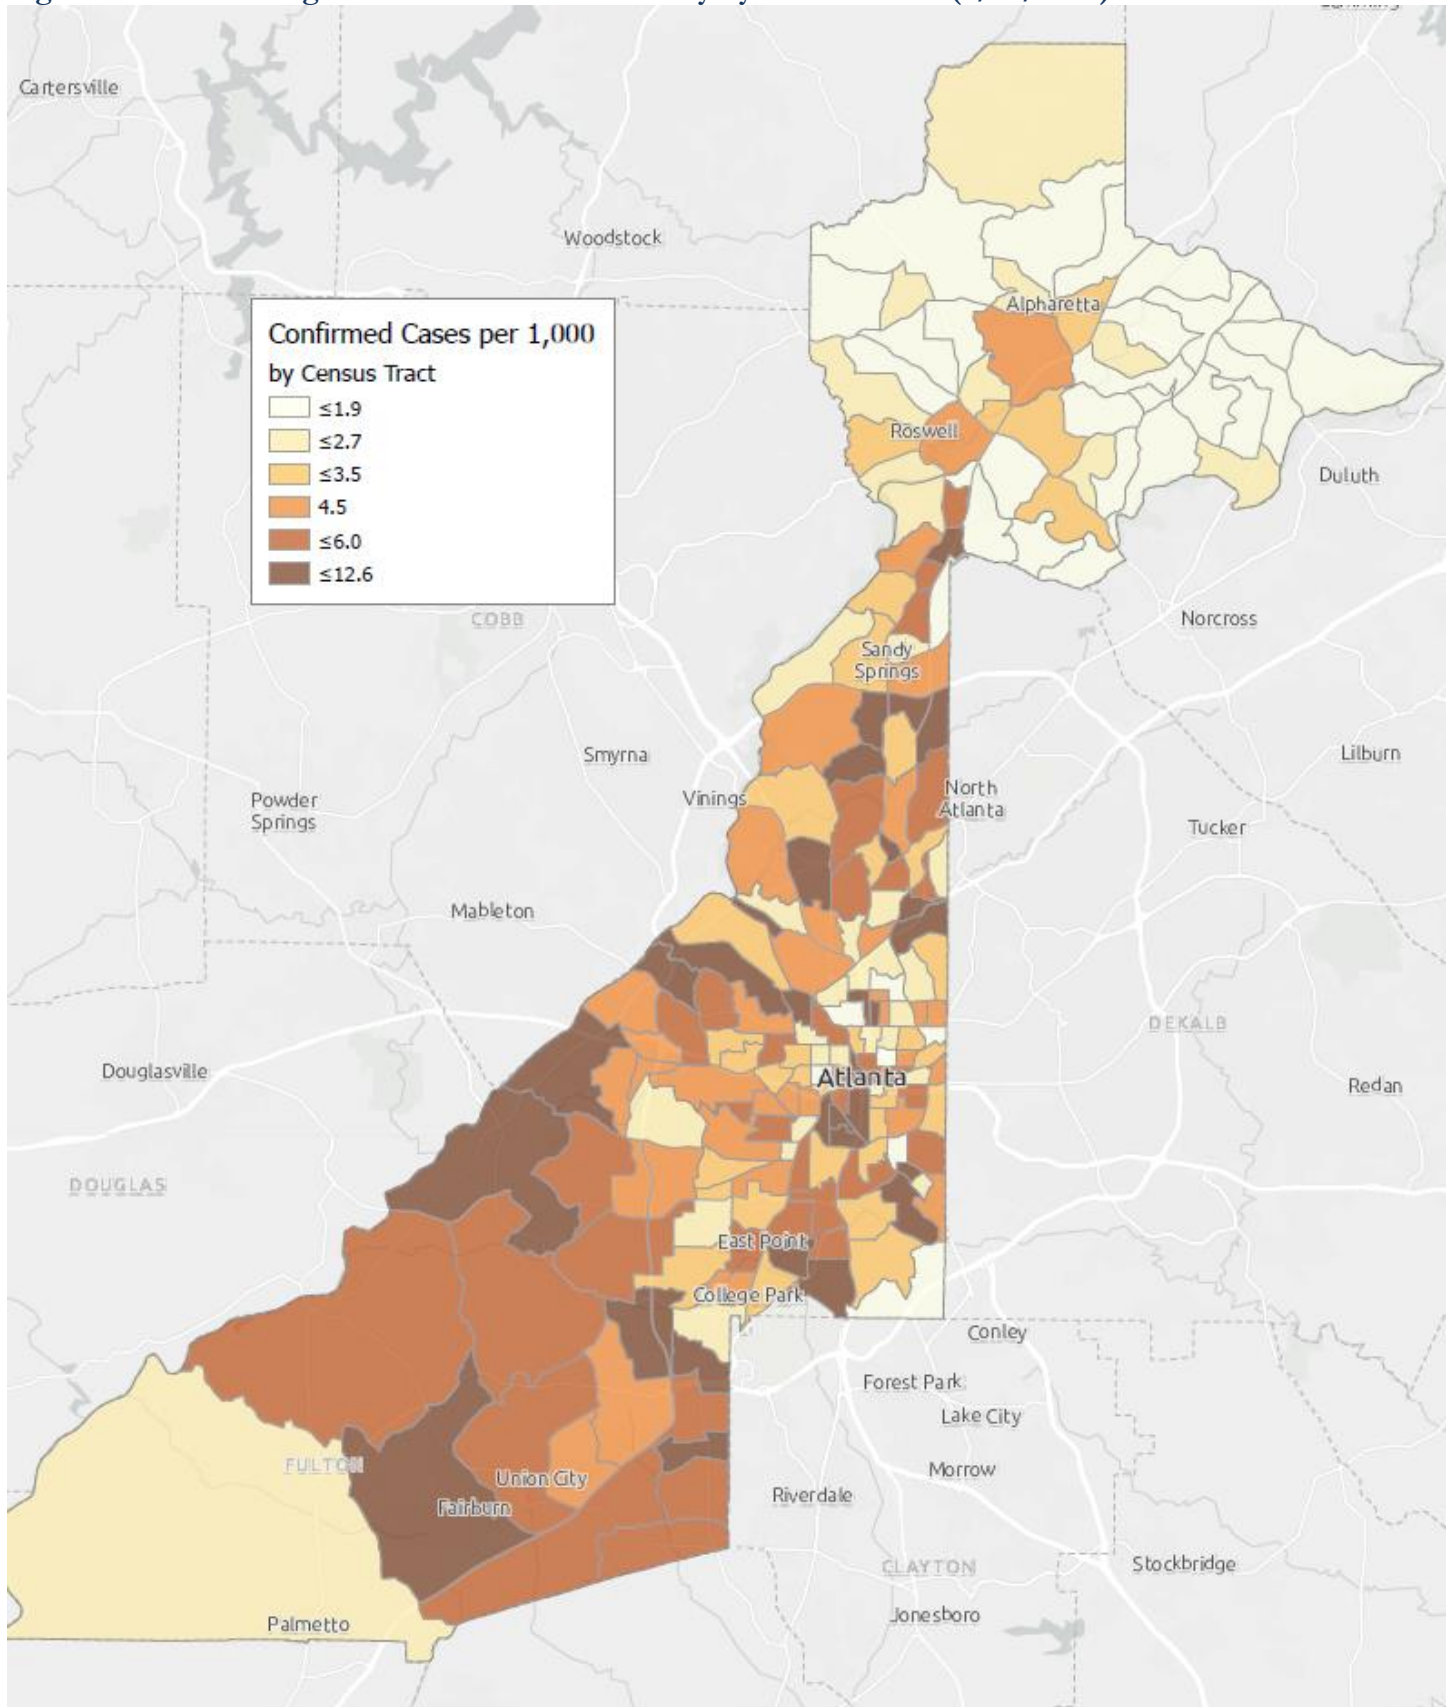 Cartersville
Woodstock
Confirmed Cases per 1,000
by Census Tract
≤1.9
≤2.7
≤3.5
4.5
≤6.0
≤12.6
Alpharetta
Roswell
Duluth
COBB
Norcross
Sandy
Springs
Smyrna
Lilburn
Vinings
North
Atlanta
Powder
Springs
Tucker
Mableton
DEKALB
Douglasville
Atlanta
Redan
DOUGLAS
East Point
College Park
Conley
Forest Park
Lake City
FULTON
Union City
Morrow
Fairburn
Riverdale
CLAYTON
Stockbridge
Palmetto
Jonesboro